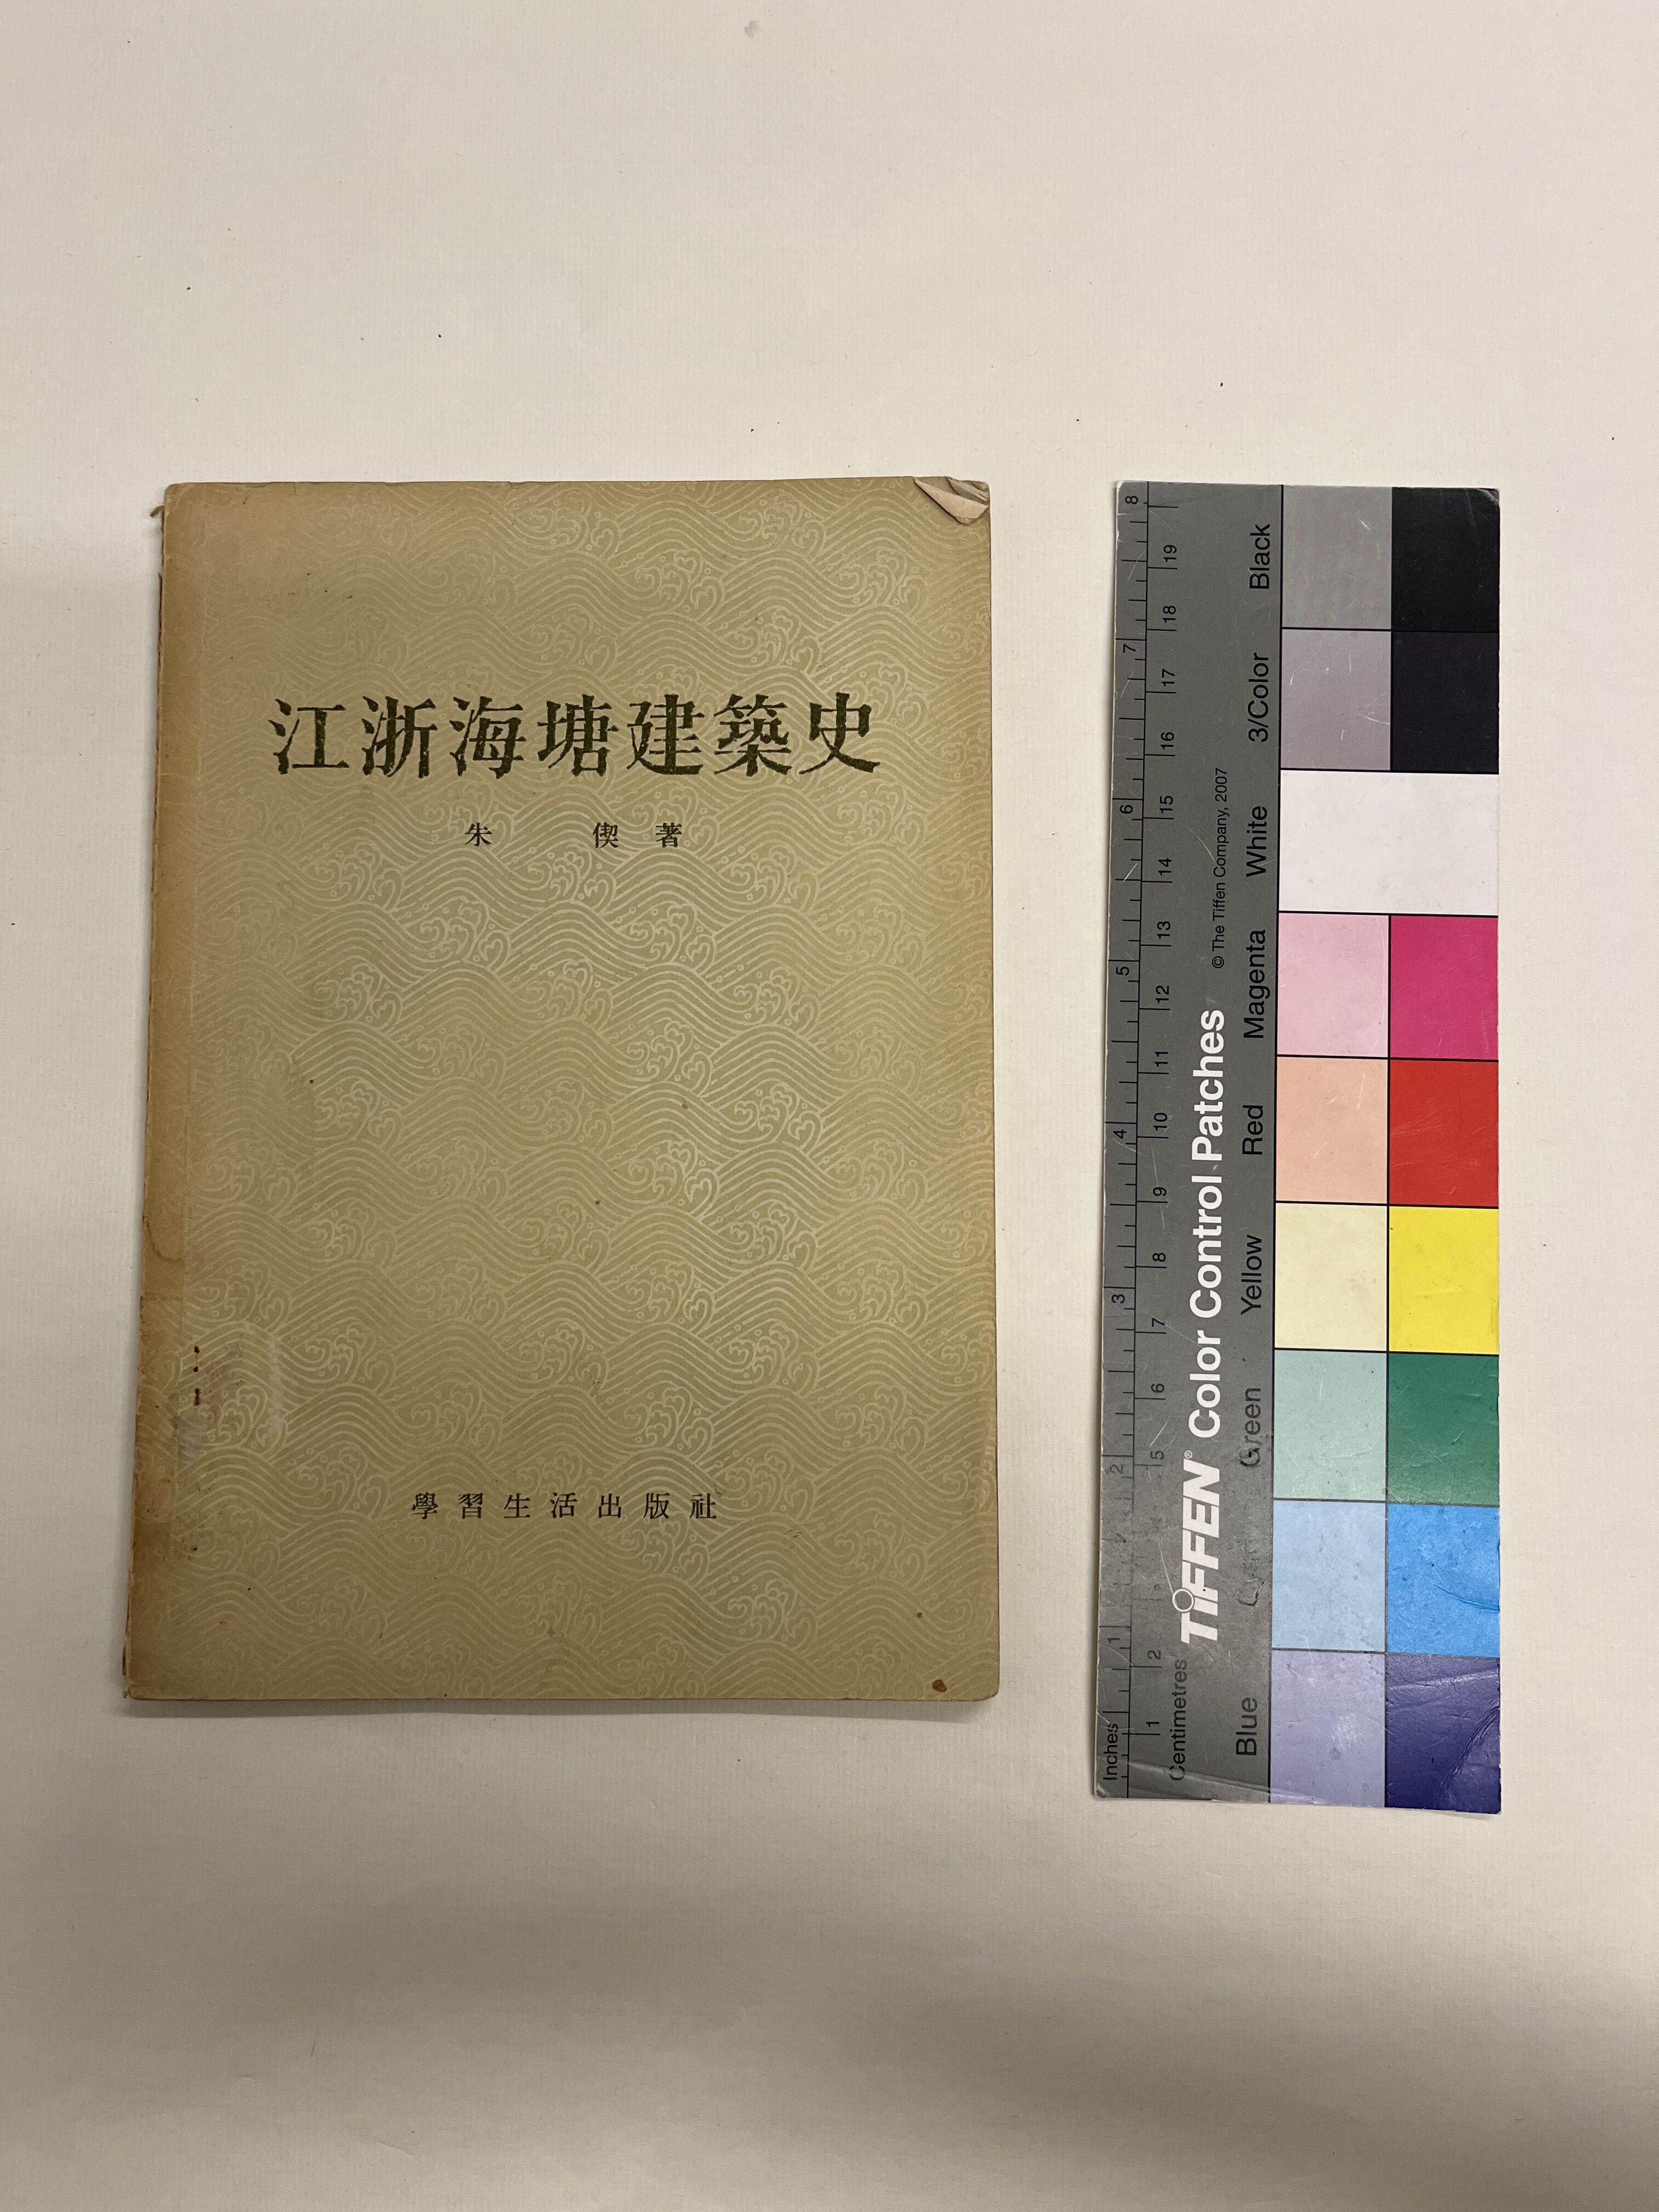 江浙海塘建築史
朱 偰 著
學習生活出版社
8
7
6
5
4
3
2
1
Inches
19
18
17
16
15
14
13
12
11
10
9
8
7
6
5
2
1
Centimetres
TIFFEN® Color Control Patches
© The Tiffen Company, 2007
Blue
Cyan
Green
Yellow
Red
Magenta
White
3/Color
Black